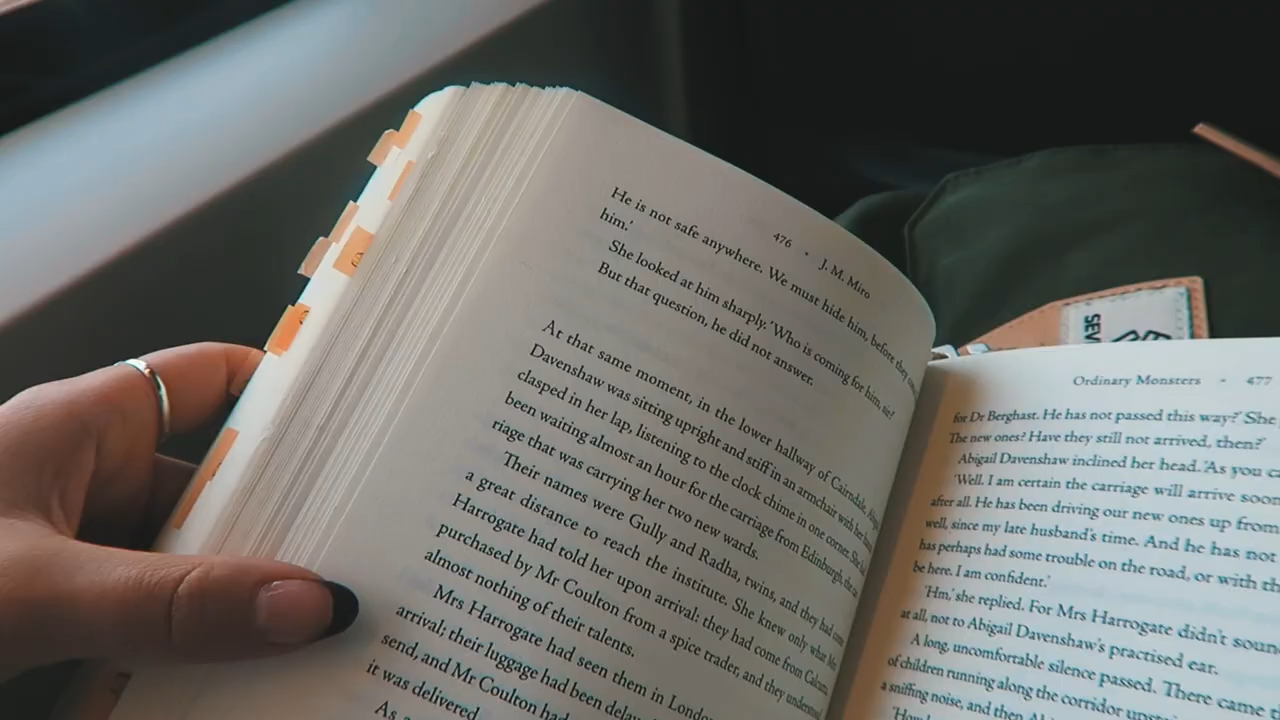 476 • J. M. Miro
He is not safe anywhere. We must hide him, before they
him.'
She looked at him sharply. 'Who is coming for him, sir?
But that question, he did not answer.
At that same moment, in the lower hallway of Cairndale,
Davenshaw was sitting upright and stiff in an armchair with her
clasped in her lap, listening to the clock chime in one corner. She
been waiting almost an hour for the carriage from Edinburgh, the
riage that was carrying her two new wards.
Their names were Gully and Radha, twins, and they had
a great distance to reach the institute. She knew only what Mrs
Harrogate had told her upon arrival: they had come from
purchased by Mr Coulton from a spice trader, and they
almost nothing of their talents.
Mrs Harrogate had seen them in London
arrival; their luggage had been
send, and Mr Coulton had
it was delivered
As
Ordinary Monsters • 477
for Dr Berghast. He has not passed this way?' She
The new ones? Have they still not arrived, then?'
Abigail Davenshaw inclined her head. 'As you
'Well. I am certain the carriage will arrive soon
after all. He has been driving our new ones up from
well, since my late husband's time. And he has not
has perhaps had some trouble on the road, or with
be here. I am confident.'
'Hm,' she replied. For Mrs Harrogate didn't
at all, not to Abigail Davenshaw's practised ear.
A long, uncomfortable silence passed. There came
of children running along the corridor
a sniffing noise, and then
SEV